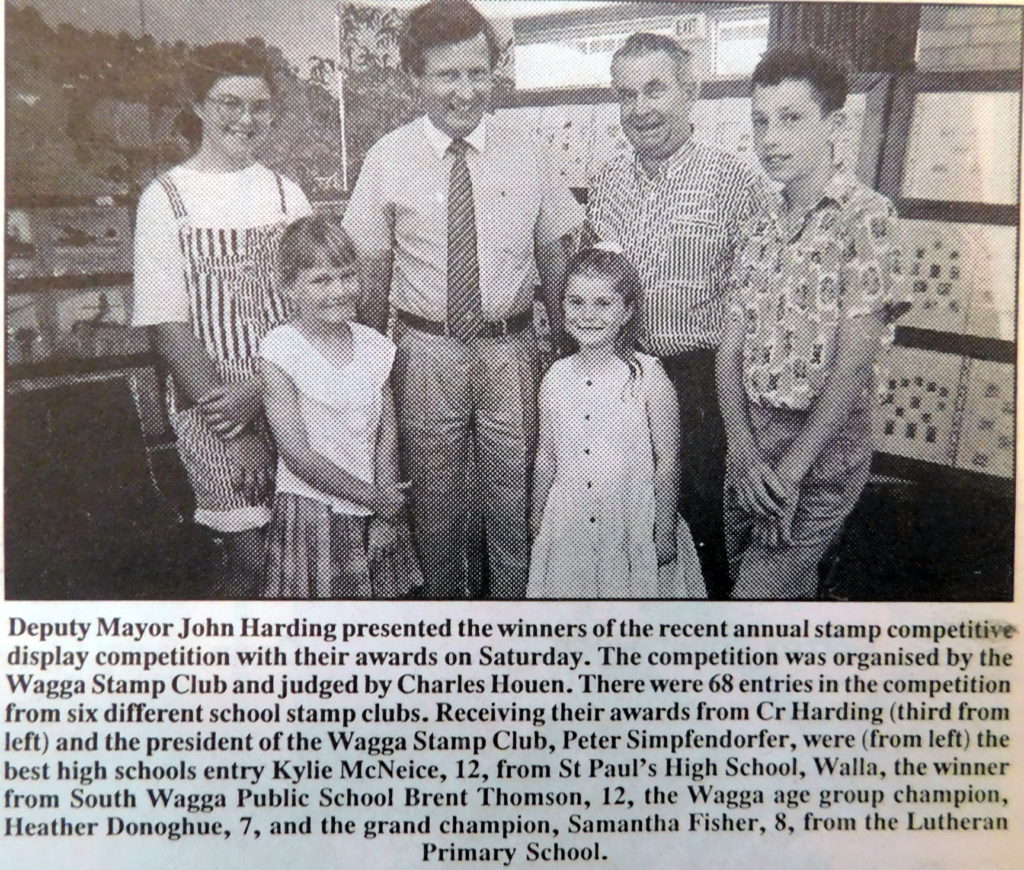 EXIT
Deputy Mayor John Harding presented the winners of the recent annual stamp competitive
display competition with their awards on Saturday. The competition was organised by the
Wagga Stamp Club and judged by Charles Houen. There were 68 entries in the competition
from six different school stamp clubs. Receiving their awards from Cr Harding (third from
left) and the president of the Wagga Stamp Club, Peter Simpfendorfer, were (from left) the
best high schools entry Kylie McNeice, 12, from St Paul's High School, Walla, the winner
from South Wagga Public School Brent Thomson, 12, the Wagga age group champion,
Heather Donoghue, 7, and the grand champion, Samantha Fisher, 8, from the Lutheran
Primary School.